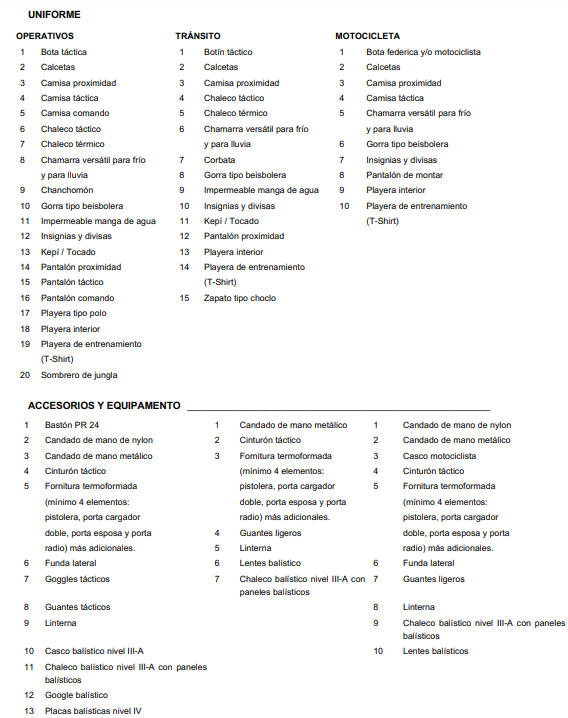 UNIFORME
OPERATIVOS
1 Bota táctica
2 Calcetas
3 Camisa proximidad
4 Camisa táctica
5 Camisa comando
6 Chaleco táctico
7 Chaleco térmico
8 Chamarra versátil para frío
y para lluvia
9 Chanchomón
10 Gorra tipo beisbolera
11 Impermeable manga de agua
12 Insignias y divisas
13 Kepí / Tocado
14 Pantalón proximidad
15 Pantalón táctico
16 Pantalón comando
17 Playera tipo polo
18 Playera interior
19 Playera de entrenamiento
(T-Shirt)
20 Sombrero de jungla
TRÁNSITO
1 Botín táctico
2 Calcetas
3 Camisa proximidad
4 Chaleco táctico
5 Chaleco térmico
6 Chamarra versátil para frío
y para lluvia
7 Corbata
8 Gorra tipo beisbolera
9 Impermeable manga de agua
10 Insignias y divisas
11 Kepí / Tocado
12 Pantalón proximidad
13 Playera interior
14 Playera de entrenamiento
(T-Shirt)
15 Zapato tipo choclo
MOTOCICLETA
1 Bota federica y/o motociclista
2 Calcetas
3 Camisa proximidad
4 Camisa táctica
5 Chamarra versátil para frío
y para lluvia
6 Gorra tipo beisbolera
7 Insignias y divisas
8 Pantalón de montar
9 Playera interior
10 Playera de entrenamiento
(T-Shirt)
ACCESORIOS Y EQUIPAMENTO
1 Bastón PR 24
2 Candado de mano de nylon
3 Candado de mano metálico
4 Cinturón táctico
5 Fornitura termoformada
(mínimo 4 elementos:
pistolera, porta cargador
doble, porta esposa y porta
radio) más adicionales.
6 Funda lateral
7 Goggles tácticos
8 Guantes tácticos
9 Linterna
10 Casco balístico nivel III-A
11 Chaleco balístico nivel III-A con paneles
balísticos
12 Google balístico
13 Placas balísticas nivel IV
1 Candado de mano metálico
2 Cinturón táctico
3 Fornitura termoformada
(mínimo 4 elementos:
pistolera, porta cargador
doble, porta esposa y porta
radio) más adicionales.
4 Guantes ligeros
5 Linterna
6 Lentes balístico
7 Chaleco balístico nivel III-A con
paneles balísticos
1 Candado de mano de nylon
2 Candado de mano metálico
3 Casco motociclista
4 Cinturón táctico
5 Fornitura termoformada
(mínimo 4 elementos:
pistolera, porta cargador
doble, porta esposa y porta
radio) más adicionales.
6 Funda lateral
7 Guantes ligeros
8 Linterna
9 Chaleco balístico nivel III-A con paneles
balísticos
10 Lentes balísticos